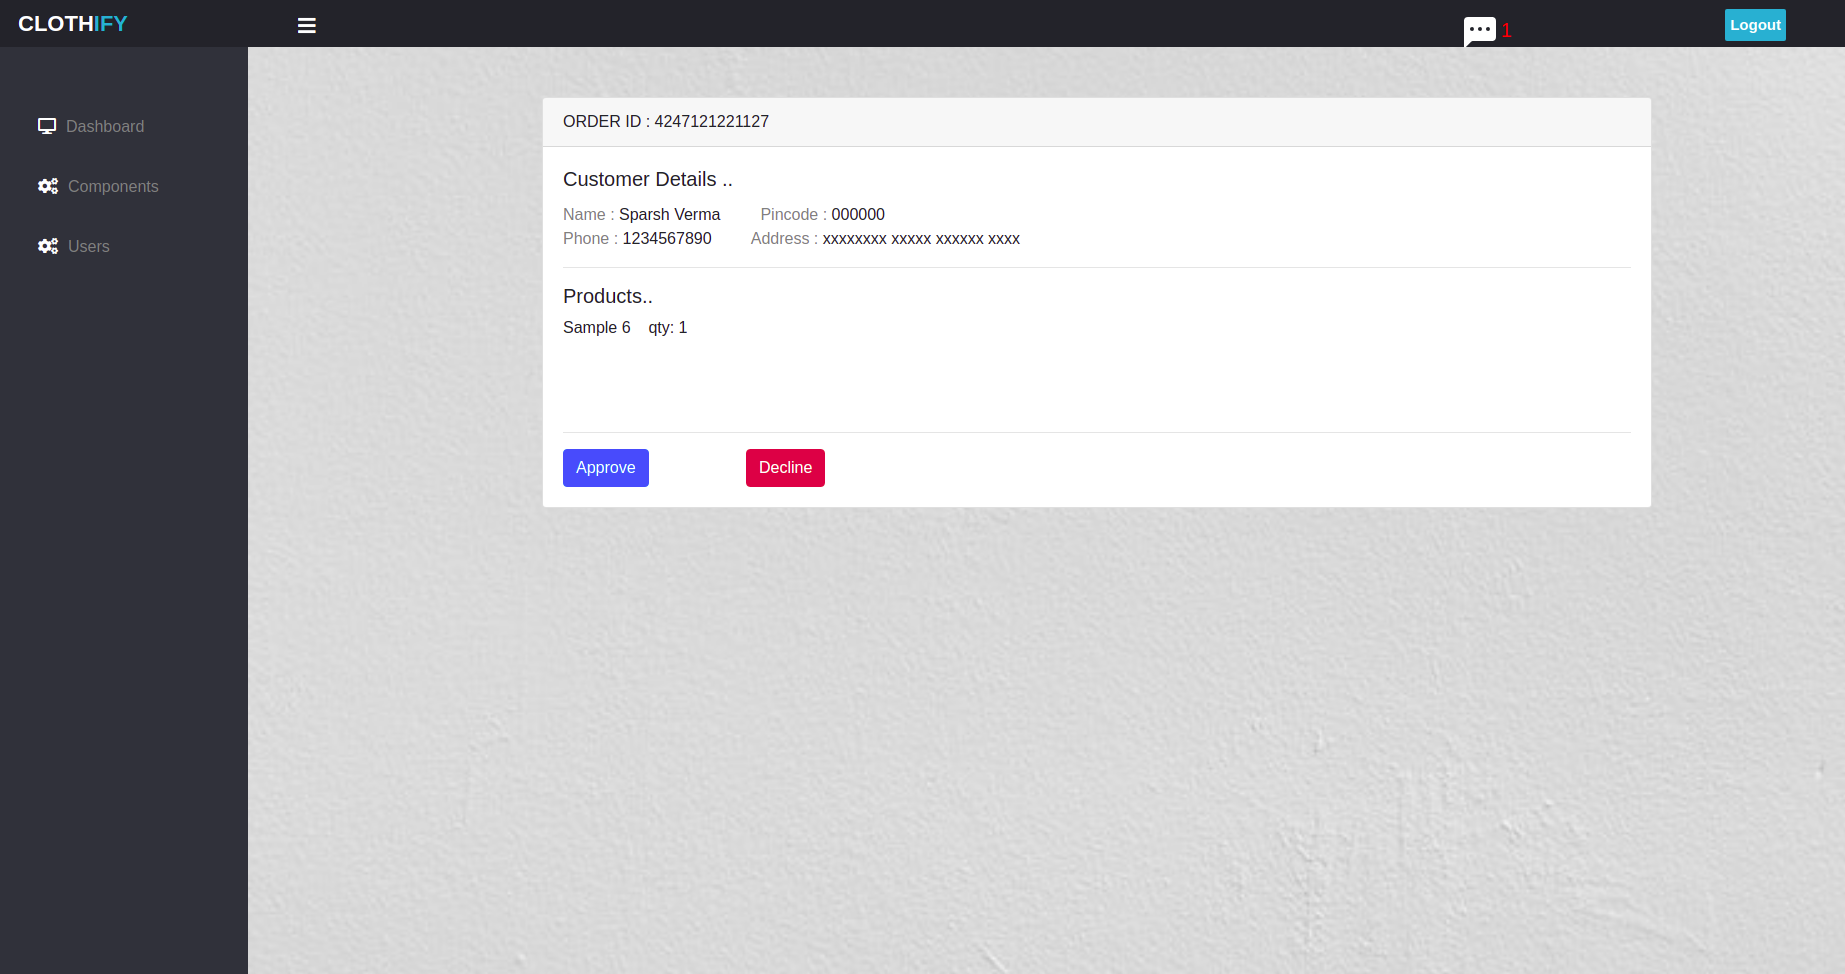 CLOTHIFY
1
Logout
Dashboard
Components
Users
ORDER ID : 4247121221127
Customer Details ..
Name : Sparsh Verma Pincode : 000000
Phone : 1234567890 Address : xxxxxxxx xxxxx xxxxxx xxxx
Products..
Sample 6 qty: 1
Approve Decline